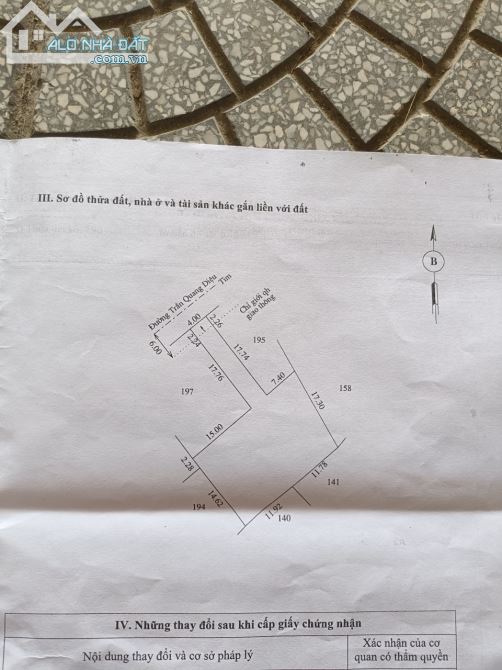 ALO NHÀ ĐẤT
.com.vn
III. Sơ đồ thửa đất, nhà ở và tài sản khác gắn liền với đất
B
Đường Trần Quang Diệu
Tim
Chỉ giới qh
giao thông
6.00
4.00
2.24
2.26
195
17.76
17.74
7.40
197
17.30
158
15.00
2.28
14.62
194
11.92
140
11.78
141
IV. Những thay đổi sau khi cấp giấy chứng nhận
Nội dung thay đổi và cơ sở pháp lý
Xác nhận của cơ
quan có thẩm quyền